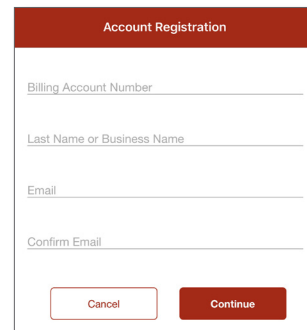 Account Registration
Billing Account Number
Last Name or Business Name
Email
Confirm Email
Cancel Continue